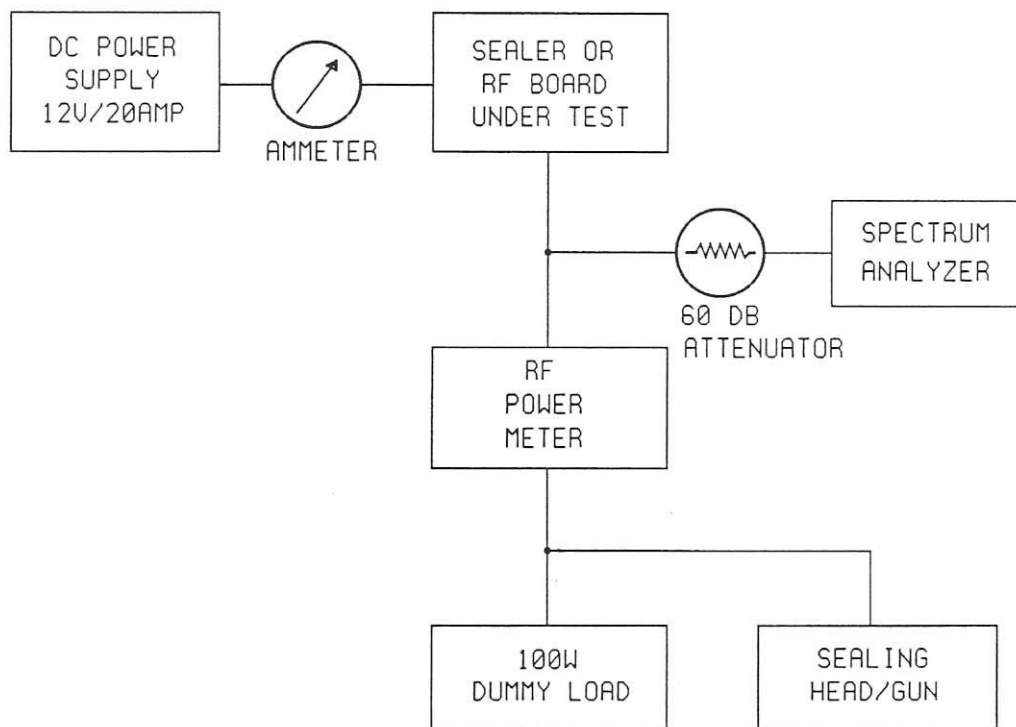 DC POWER
SUPPLY
12V/20AMP
AMMETER
SEALER OR
RF BOARD
UNDER TEST
60 DB
ATTENUATOR
SPECTRUM
ANALYZER
RF
POWER
METER
100W
DUMMY LOAD
SEALING
HEAD/GUN